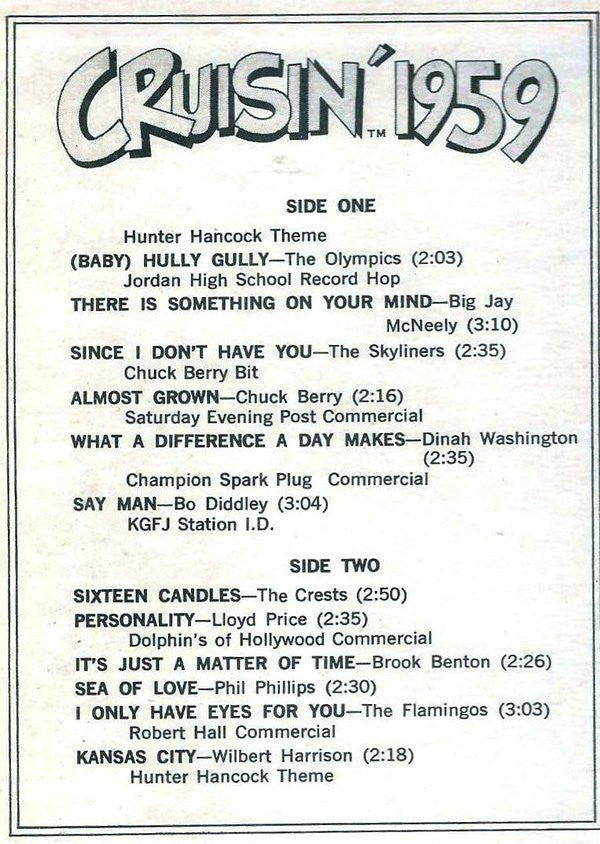 CRUISIN' 1959
TM
SIDE ONE
Hunter Hancock Theme
(BABY) HULLY GULLY—The Olympics (2:03)
Jordan High School Record Hop
THERE IS SOMETHING ON YOUR MIND—Big Jay
McNeely (3:10)
SINCE I DON'T HAVE YOU—The Skyliners (2:35)
Chuck Berry Bit
ALMOST GROWN—Chuck Berry (2:16)
Saturday Evening Post Commercial
WHAT A DIFFERENCE A DAY MAKES—Dinah Washington
(2:35)
Champion Spark Plug Commercial
SAY MAN—Bo Diddley (3:04)
KGFJ Station I.D.
SIDE TWO
SIXTEEN CANDLES—The Crests (2:50)
PERSONALITY—Lloyd Price (2:35)
Dolphin's of Hollywood Commercial
IT'S JUST A MATTER OF TIME—Brook Benton (2:26)
SEA OF LOVE—Phil Phillips (2:30)
I ONLY HAVE EYES FOR YOU—The Flamingos (3:03)
Robert Hall Commercial
KANSAS CITY—Wilbert Harrison (2:18)
Hunter Hancock Theme